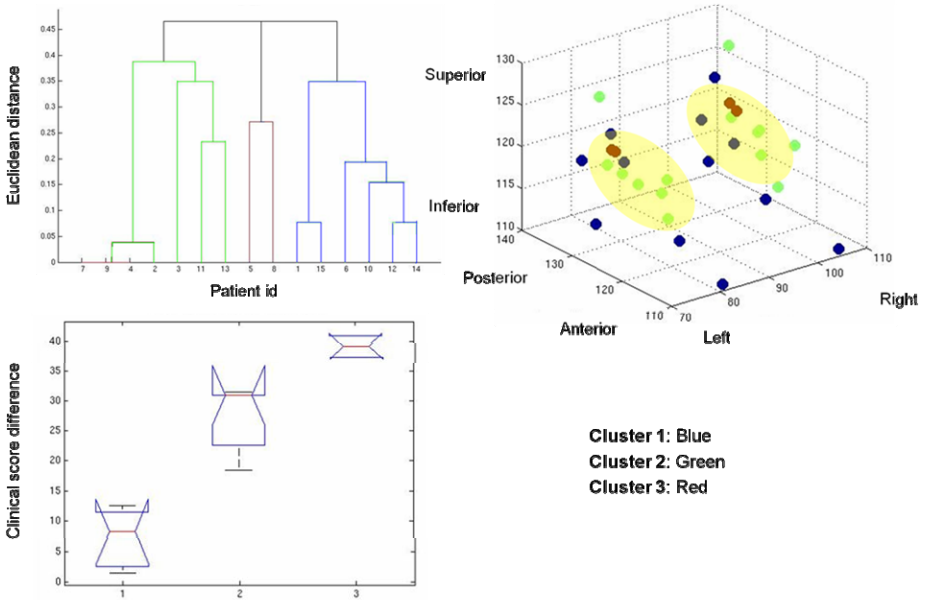 Euclidean distance
0.45
0.4
0.35
0.3
0.25
0.2
0.15
0.1
0.05
0
7 9 4 2 3 11 13 5 8 1 15 6 10 12 14
Patient id
Superior
Inferior
130
125
120
115
110
140
130
120
110
70
80
90
100
110
Posterior
Anterior
Left
Right
Clinical score difference
40
35
30
25
20
15
10
5
0
1 2 3
Cluster 1: Blue
Cluster 2: Green
Cluster 3: Red